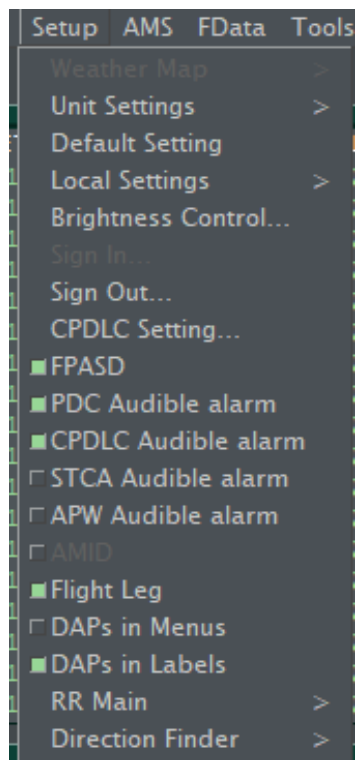 Setup AMS FData Tools
Weather Map >
Unit Settings >
Default Setting
Local Settings >
Brightness Control...
Sign In...
Sign Out...
CPDLC Setting...
FPASD
PDC Audible alarm
CPDLC Audible alarm
STCA Audible alarm
APW Audible alarm
AMID
Flight Leg
DAPs in Menus
DAPs in Labels
RR Main >
Direction Finder >